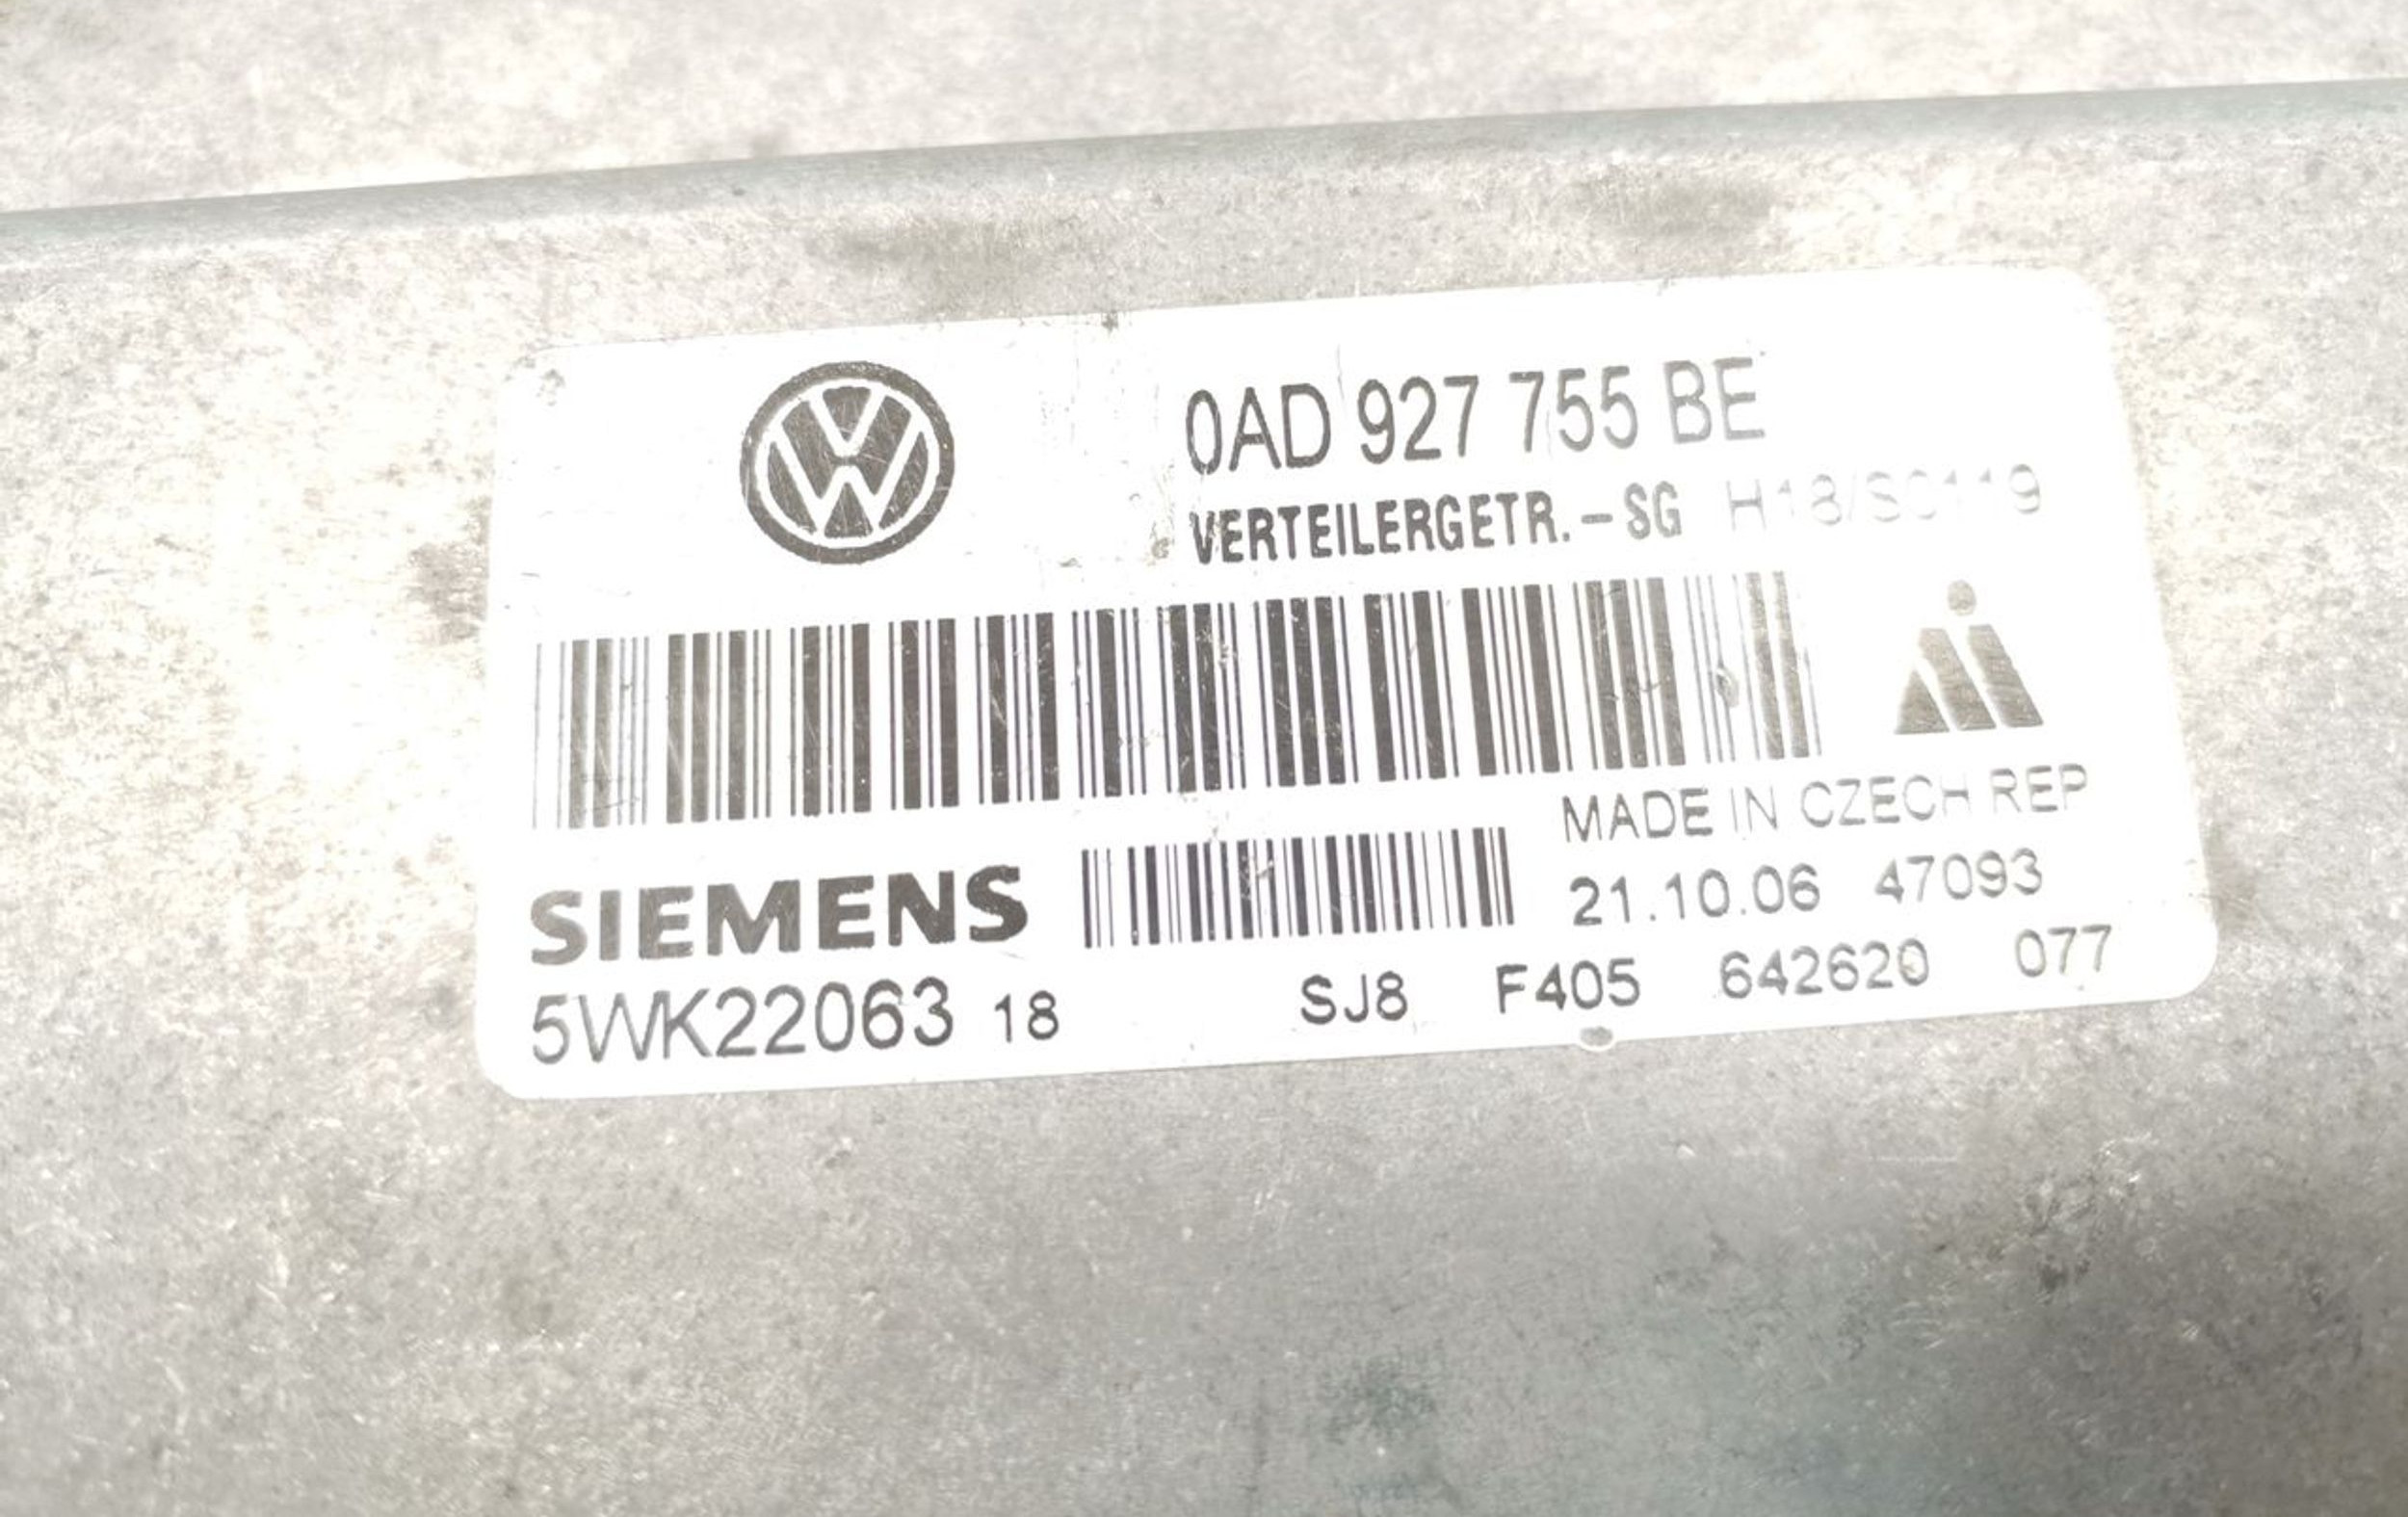 0AD 927 755 BE
VERTEILERGETR.-SG H18/S0119
MADE IN CZECH REP
SIEMENS 21.10.06 47093
5WK22063 18 SJ8 F405 642620 077